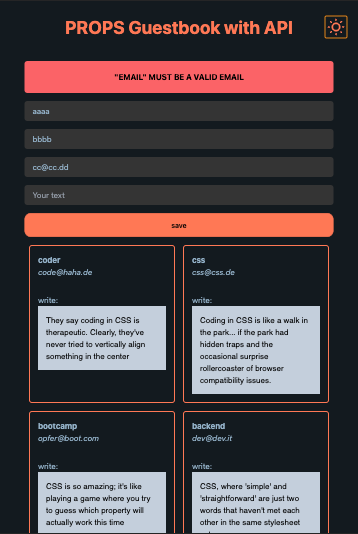 PROPS Guestbook with API
"EMAIL" MUST BE A VALID EMAIL
aaaa
bbbb
cc@cc.dd
Your text
save
coder
code@haha.de
write:
They say coding in CSS is
therapeutic. Clearly, they've
never tried to vertically align
something in the center
css
css@css.de
write:
Coding in CSS is like a walk in
the park... if the park had
hidden traps and the
occasional surprise
rollercoaster of browser
compatibility issues.
bootcamp
opfer@boot.com
write:
CSS is so amazing; it's like
playing a game where you try
to guess which property will
actually work this time
backend
dev@dev.it
write:
CSS, where 'simple' and
'straightforward' are just two
words that haven't met each
other in the same stylesheet